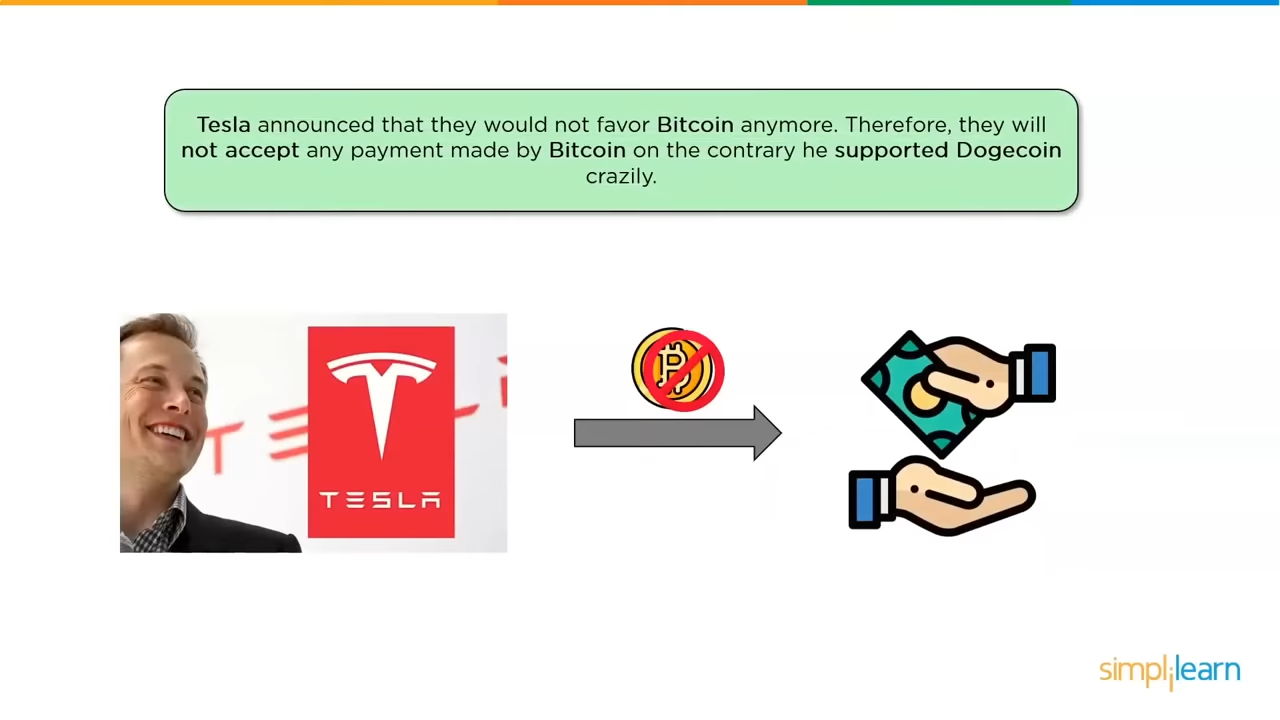 Tesla announced that they would not favor Bitcoin anymore. Therefore, they will
not accept any payment made by Bitcoin on the contrary he supported Dogecoin
crazily.
TESLA
TESLA
simplilearn